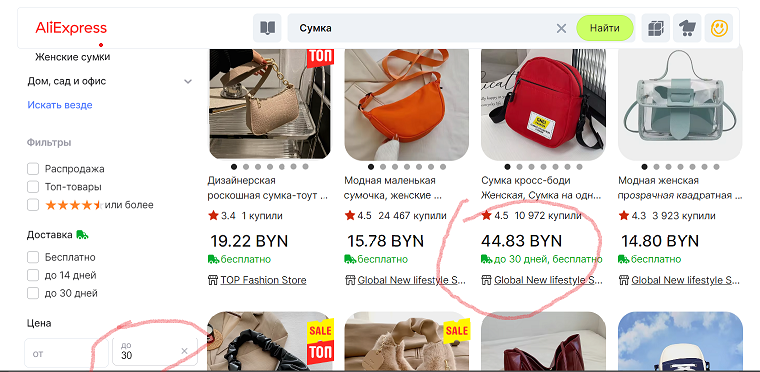 AliExpress
Сумка
Найти
Женские сумки
Дом, сад и офис
Искать везде
Фильтры
Распродажа
Топ-товары
или более
Доставка
Бесплатно
до 14 дней
до 30 дней
Цена
от
до
30
ТОП
Дизайнерская
роскошная сумка-тоут ...
3.4 1 купили
19.22 BYN
бесплатно
TOP Fashion Store
Модная маленькая
сумочка, женские ...
4.5 24 467 купили
15.78 BYN
бесплатно
Global New lifestyle S...
Сумка кросс-боди
Женская, Сумка на одн...
4.5 10 972 купили
44.83 BYN
до 30 дней, бесплатно
Global New lifestyle S...
Модная женская
прозрачная квадратная ...
4.3 3 923 купили
14.80 BYN
бесплатно
Global New lifestyle S...
SALE
ТОП
SALE